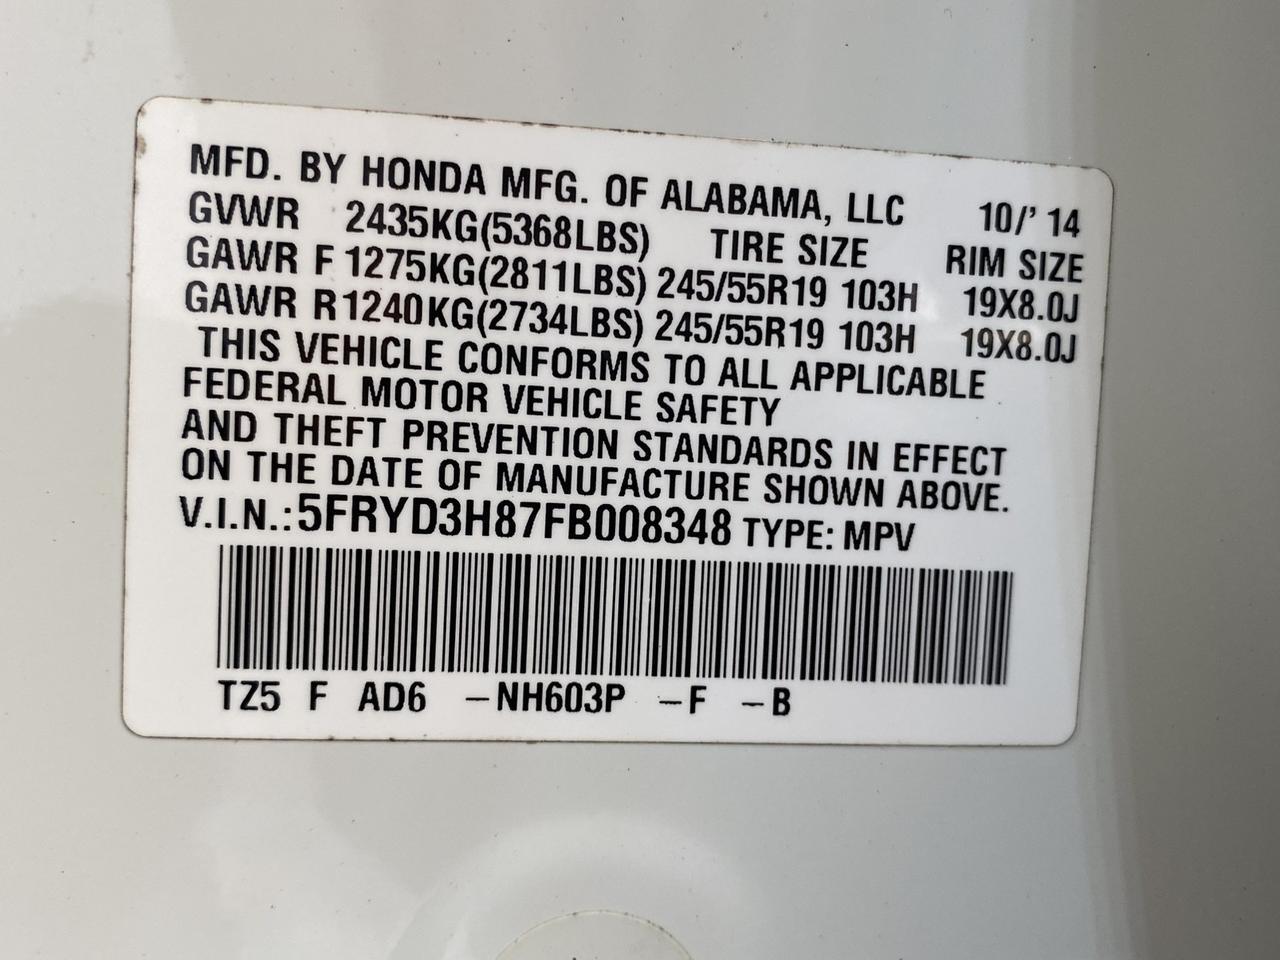 MFD. BY HONDA MFG. OF ALABAMA, LLC 10/' 14
GVWR 2435KG(5368LBS) TIRE SIZE RIM SIZE
GAWR F 1275KG(2811LBS) 245/55R19 103H 19X8.0J
GAWR R1240KG(2734LBS) 245/55R19 103H 19X8.0J
THIS VEHICLE CONFORMS TO ALL APPLICABLE
FEDERAL MOTOR VEHICLE SAFETY
AND THEFT PREVENTION STANDARDS IN EFFECT
ON THE DATE OF MANUFACTURE SHOWN ABOVE.
V.I.N.:5FRYD3H87FB008348 TYPE: MPV
TZ5 F AD6 –NH603P –F –B